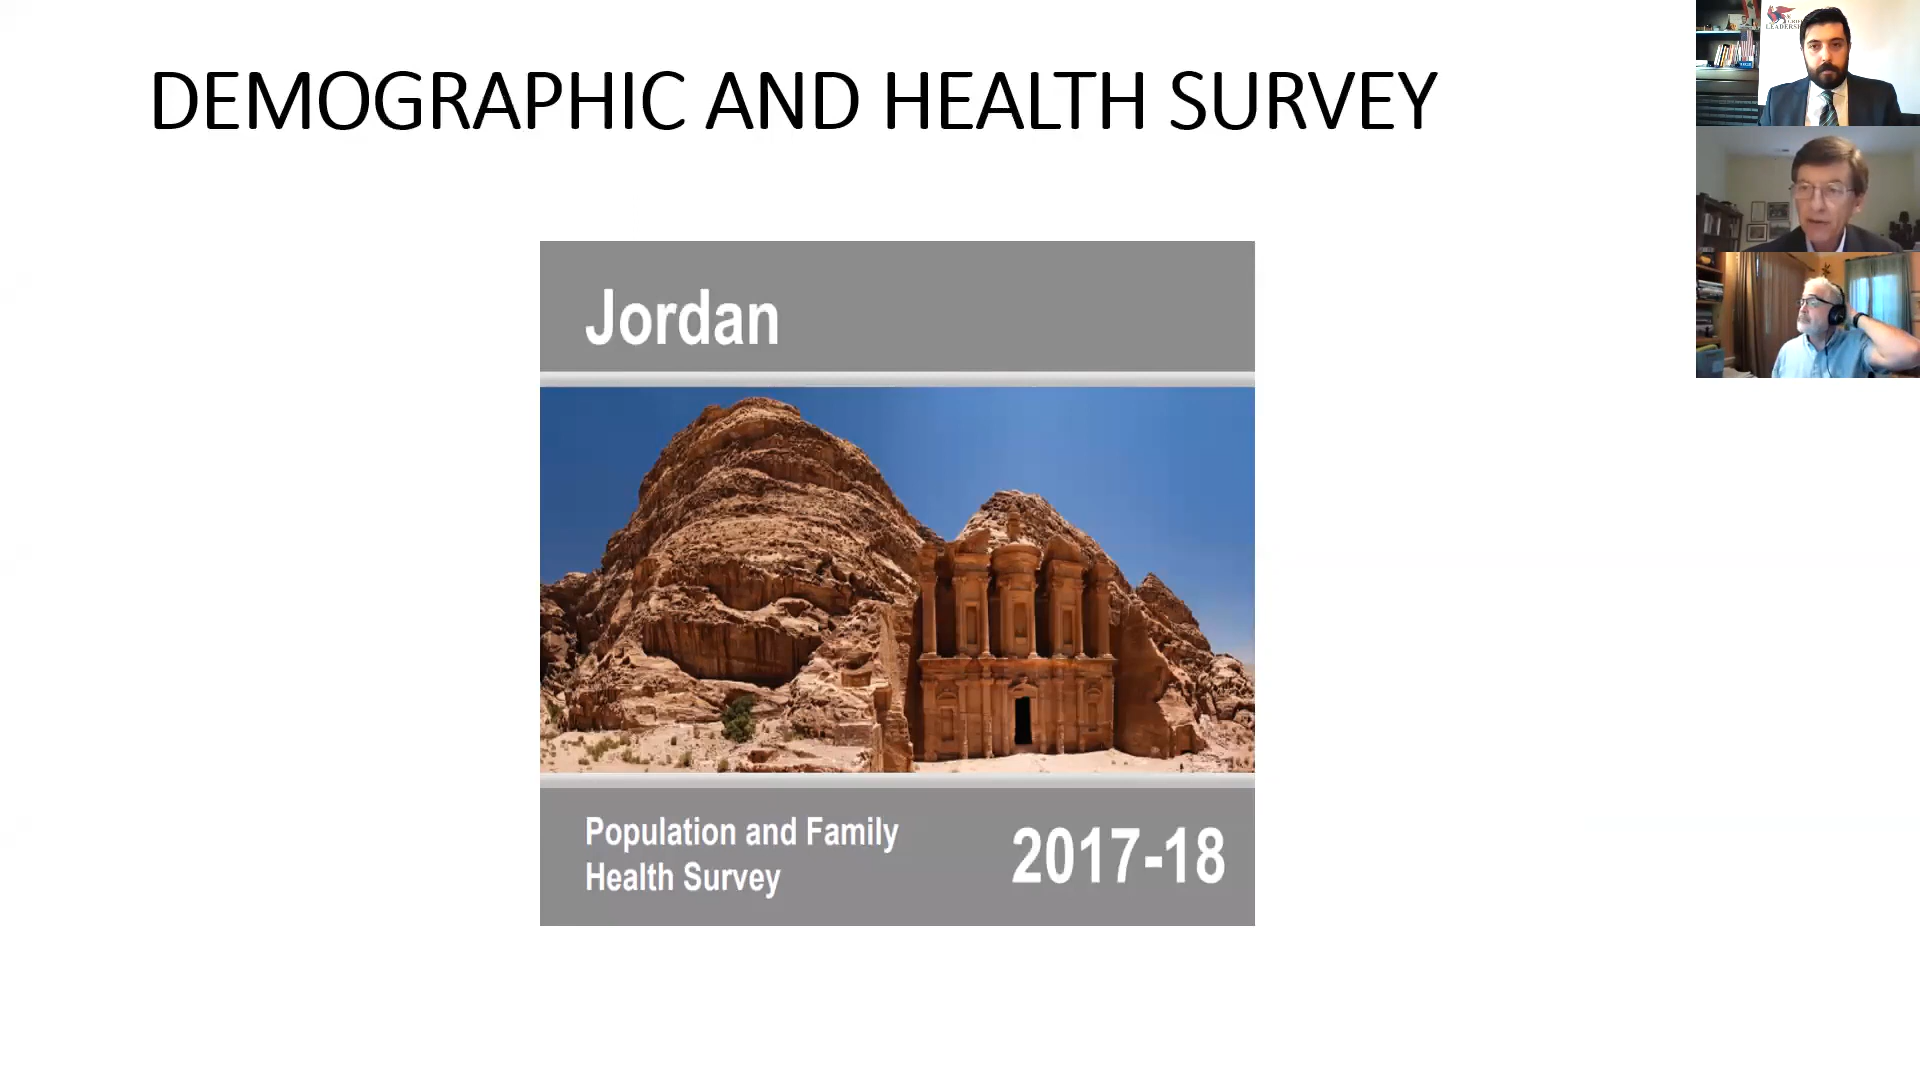 DEMOGRAPHIC AND HEALTH SURVEY
Jordan
Population and Family
Health Survey
2017-18